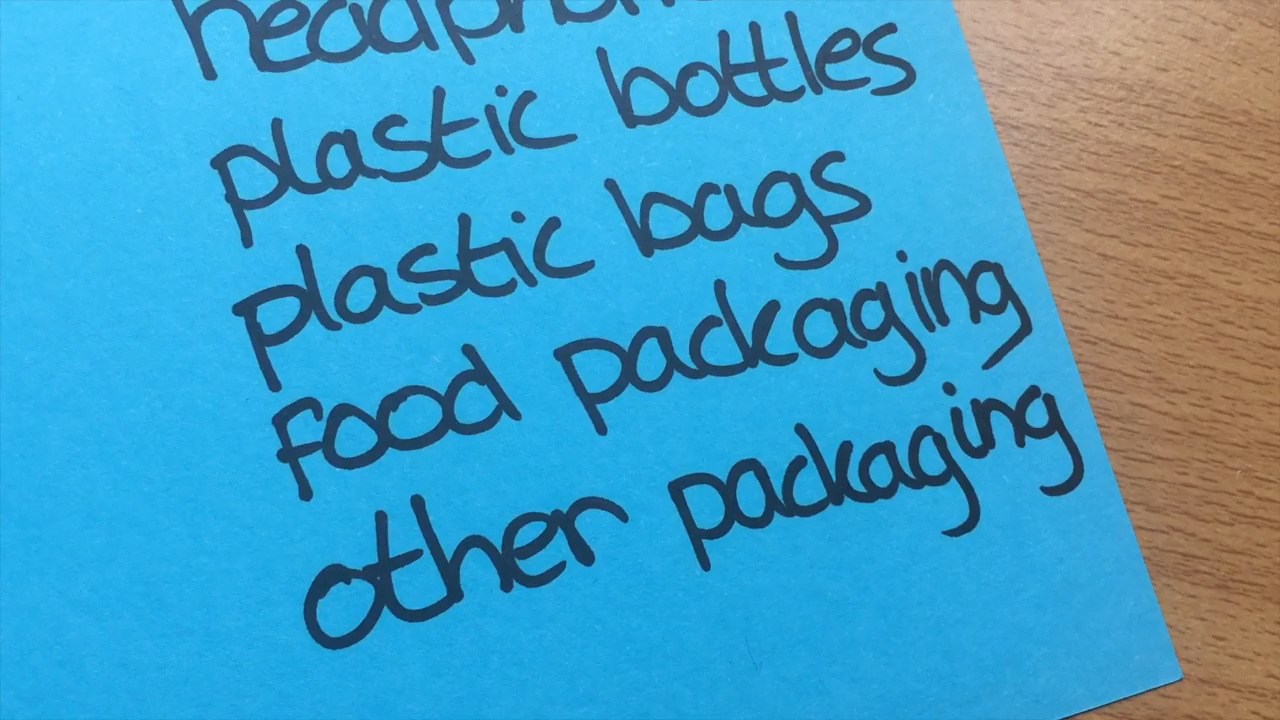 plastic bottles
plastic bags
food packaging
other packaging